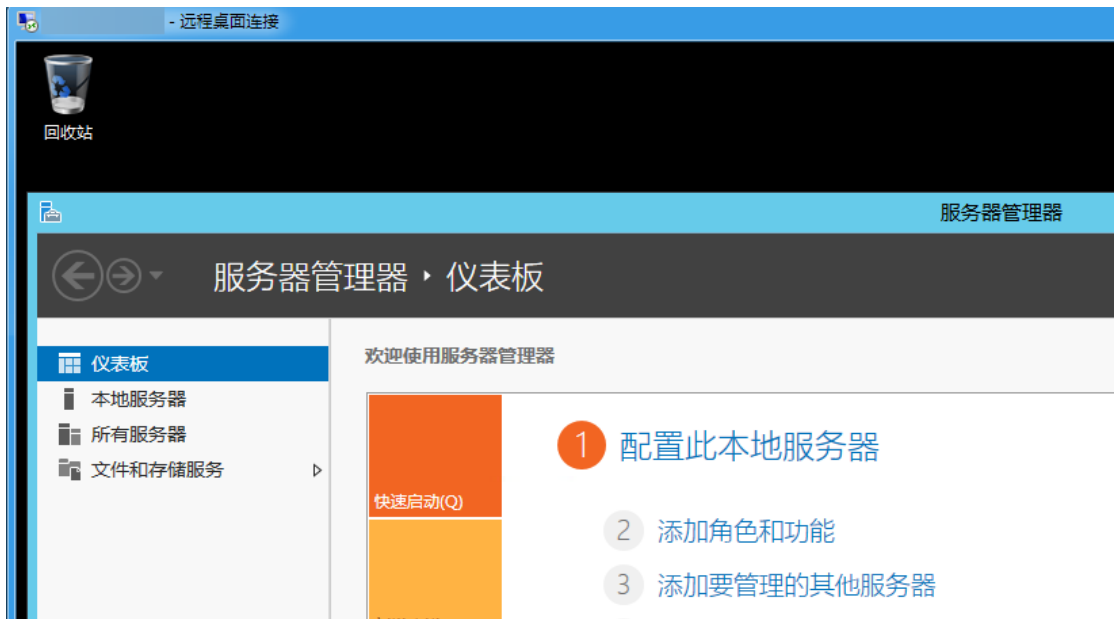 - 远程桌面连接
回收站
服务器管理器
服务器管理器 ‣ 仪表板
仪表板
本地服务器
所有服务器
文件和存储服务
欢迎使用服务器管理器
快速启动(Q)
1 配置此本地服务器
2 添加角色和功能
3 添加要管理的其他服务器